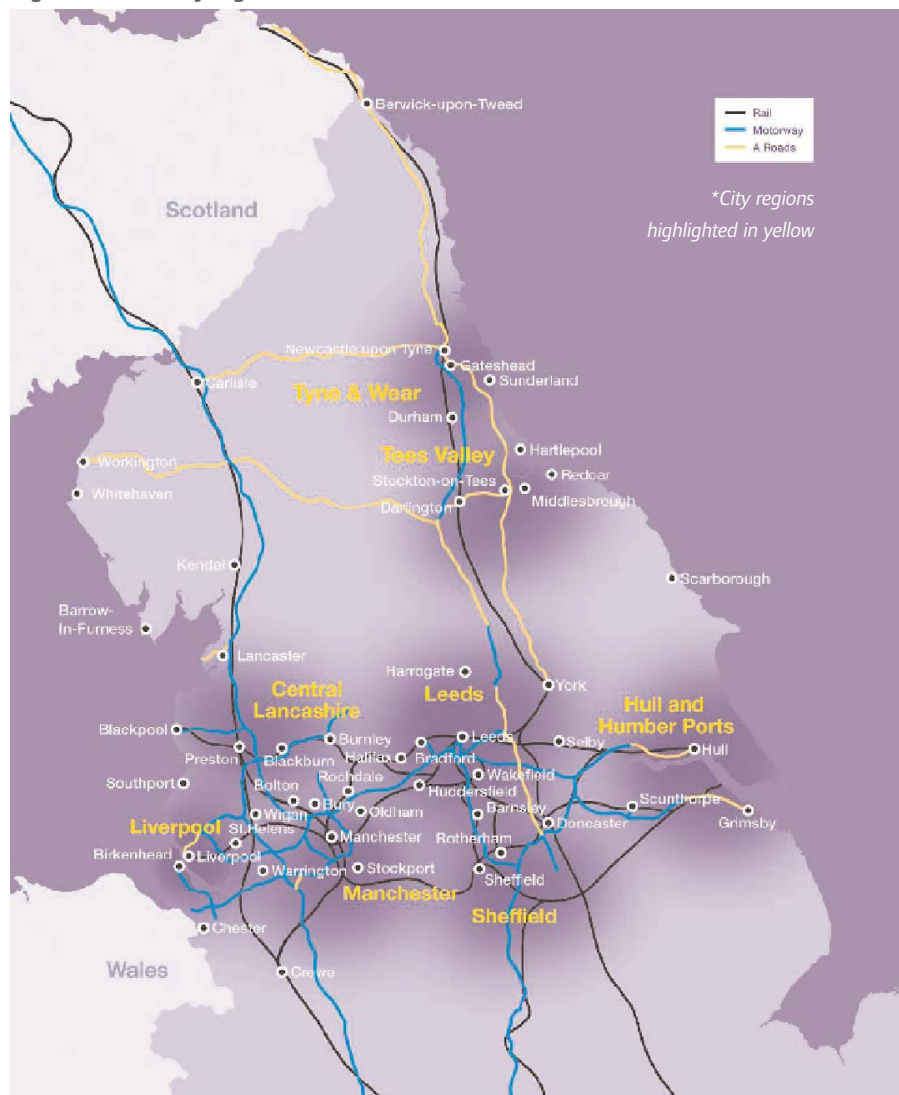 Berwick-upon-Tweed
Rail
Motorway
A Roads
*City regions
highlighted in yellow
Scotland
Newcastle upon Tyne
Gateshead
Carlisle
Sunderland
Tyne & Wear
Durham
Hartlepool
Tees Valley
Workington
Redcar
Stockton-on-Tees
Whitehaven
Middlesbrough
Darlington
Kendal
Scarborough
Barrow-
In-Furness
Lancaster
Harrogate
York
Central
Lancashire
Leeds
Hull and
Humber Ports
Blackpool
Burnley
Leeds
Selby
Hull
Preston
Blackburn
Halifax
Bradford
Rochdale
Wakefield
Southport
Bolton
Huddersfield
Bury
Oldham
Barnsley
Scunthorpe
Wigan
Grimsby
Liverpool
St.Helens
Manchester
Rotherham
Doncaster
Birkenhead
Liverpool
Warrington
Stockport
Sheffield
Manchester
Sheffield
Chester
Wales
Crewe